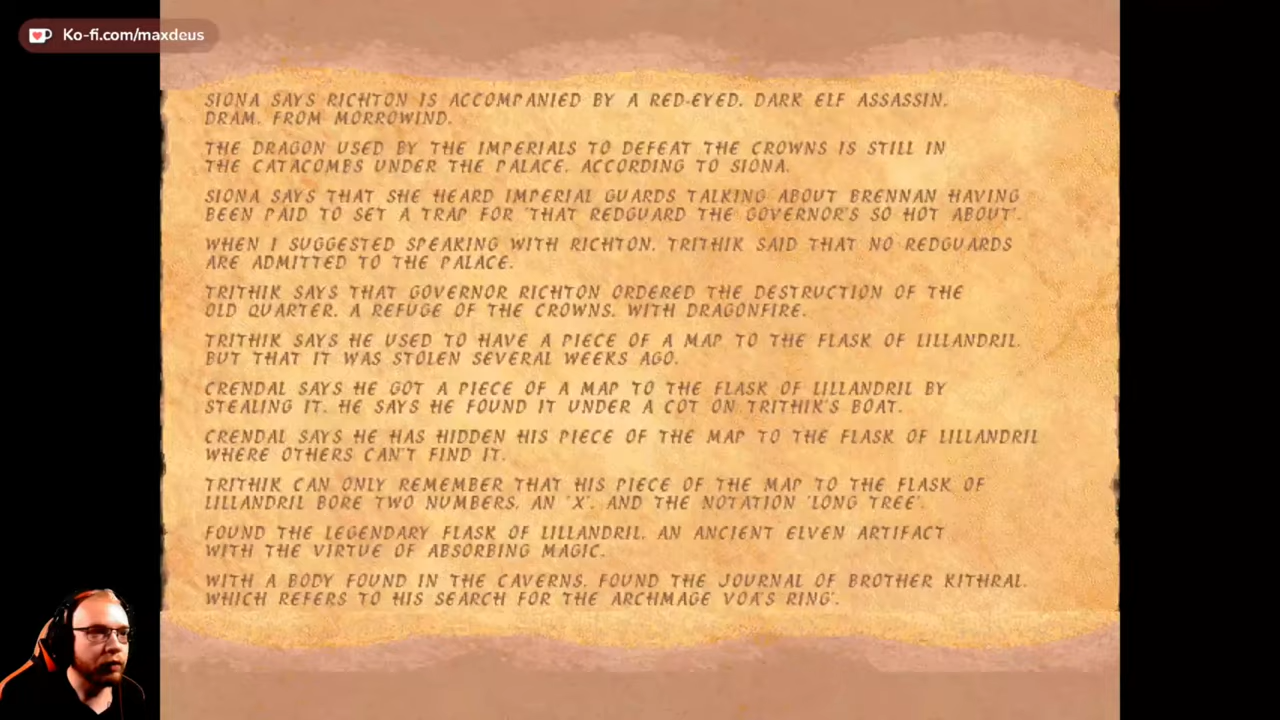 Ko-fi.com/maxdeus
SIONA SAYS RICHTON IS ACCOMPANIED BY A RED-EYED, DARK ELF ASSASSIN,
DRAM, FROM MORROWIND.
THE DRAGON USED BY THE IMPERIALS TO DEFEAT THE CROWNS IS STILL IN
THE CATACOMBS UNDER THE PALACE, ACCORDING TO SIONA.
SIONA SAYS THAT SHE HEARD IMPERIAL GUARDS TALKING ABOUT BRENNAN HAVING
BEEN PAID TO SET A TRAP FOR 'THAT REDGUARD THE GOVERNOR'S SO HOT ABOUT'.
WHEN I SUGGESTED SPEAKING WITH RICHTON, TRITHIK SAID THAT NO REDGUARDS
ARE ADMITTED TO THE PALACE.
TRITHIK SAYS THAT GOVERNOR RICHTON ORDERED THE DESTRUCTION OF THE
OLD QUARTER, A REFUGE OF THE CROWNS, WITH DRAGONFIRE.
TRITHIK SAYS HE USED TO HAVE A PIECE OF A MAP TO THE FLASK OF LILLANDRIL,
BUT THAT IT WAS STOLEN SEVERAL WEEKS AGO.
CRENDAL SAYS HE GOT A PIECE OF A MAP TO THE FLASK OF LILLANDRIL BY
STEALING IT. HE SAYS HE FOUND IT UNDER A COT ON TRITHIK'S BOAT.
CRENDAL SAYS HE HAS HIDDEN HIS PIECE OF THE MAP TO THE FLASK OF LILLANDRIL
WHERE OTHERS CAN'T FIND IT.
TRITHIK CAN ONLY REMEMBER THAT HIS PIECE OF THE MAP TO THE FLASK OF
LILLANDRIL BORE TWO NUMBERS, AN 'X', AND THE NOTATION 'LONG TREE'.
FOUND THE LEGENDARY FLASK OF LILLANDRIL, AN ANCIENT ELVEN ARTIFACT
WITH THE VIRTUE OF ABSORBING MAGIC.
WITH A BODY FOUND IN THE CAVERNS, FOUND THE JOURNAL OF BROTHER KITHRAL,
WHICH REFERS TO HIS SEARCH FOR THE ARCHMAGE VOA'S RING'.